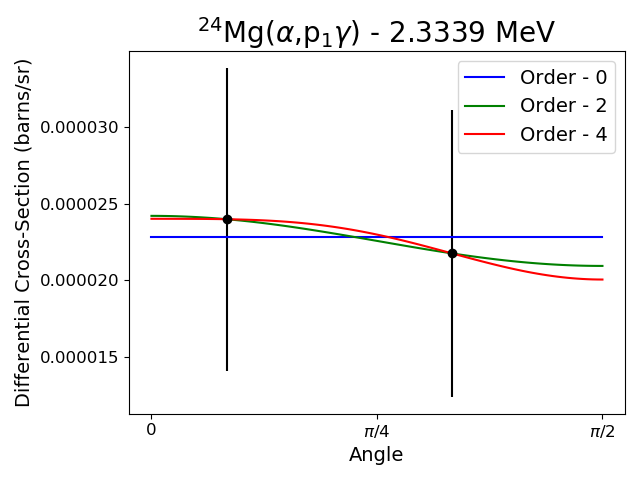 ²⁴Mg(α,p₁γ) - 2.3339 MeV
Differential Cross-Section (barns/sr)
0.000030
0.000025
0.000020
0.000015
Order - 0
Order - 2
Order - 4
0
π/4
π/2
Angle